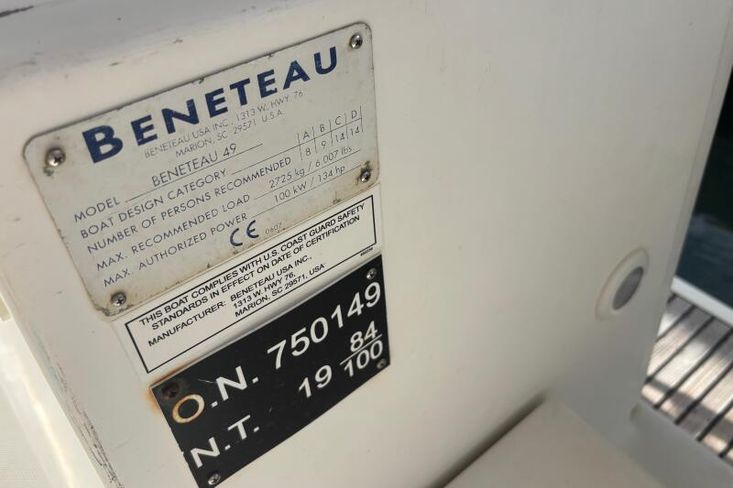 BENETEAU
BENETEAU USA INC., 1313 W. HWY. 76
MARION, SC 29571 U.S.A.
MODEL BENETEAU 49
BOAT DESIGN CATEGORY A B C D
NUMBER OF PERSONS RECOMMENDED 8 9 14 14
MAX. RECOMMENDED LOAD 2725 kg / 6 007 lbs.
MAX. AUTHORIZED POWER 100 kW / 134 hp
CE 0607
THIS BOAT COMPLIES WITH U.S. COAST GUARD SAFETY
STANDARDS IN EFFECT ON DATE OF CERTIFICATION
MANUFACTURER: BENETEAU USA INC.,
1313 W. HWY 76,
MARION, SC. 29571, USA
O.N. 750149
N.T. 19 84/100